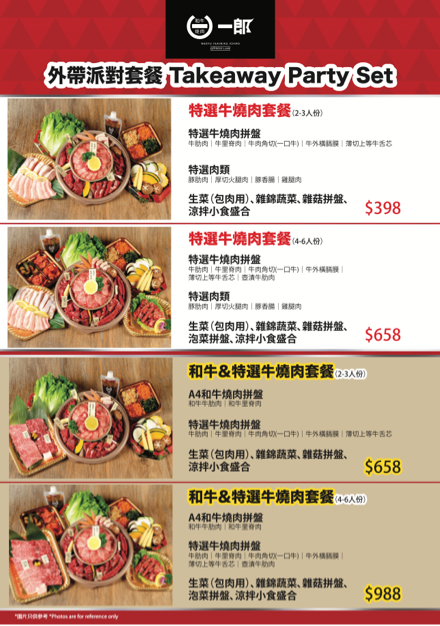 和牛
一
燒肉
一郎
WAGYU YAKINIKU ICHIRO
外帶派對套餐 Takeaway Party Set
特選牛燒肉套餐(2-3人份)
特選牛燒肉拼盤
牛肋肉｜牛里脊肉｜牛肉角切(一口牛)｜牛外橫膈膜｜薄切上等牛舌芯
特選肉類
豚肋肉｜厚切火腿肉｜豚香腸｜雞腿肉
生菜（包肉用）、雜錦蔬菜、雜菇拼盤、
涼拌小食盛合
$398
特選牛燒肉套餐(4-6人份)
特選牛燒肉拼盤
牛肋肉｜牛里脊肉｜牛肉角切(一口牛)｜牛外橫膈膜｜
薄切上等牛舌芯｜壺漬牛肋肉
特選肉類
豚肋肉｜厚切火腿肉｜豚香腸｜雞腿肉
生菜（包肉用）、雜錦蔬菜、雜菇拼盤、
泡菜拼盤、涼拌小食盛合
$658
和牛&特選牛燒肉套餐(2-3人份)
A4和牛燒肉拼盤
和牛牛肋肉｜和牛里脊肉
特選牛燒肉拼盤
牛肋肉｜牛里脊肉｜牛肉角切(一口牛)｜牛外橫膈膜｜薄切上等牛舌芯
生菜（包肉用）、雜錦蔬菜、雜菇拼盤、
涼拌小食盛合
$658
和牛&特選牛燒肉套餐(4-6人份)
A4和牛燒肉拼盤
和牛牛肋肉｜和牛里脊肉
特選牛燒肉拼盤
牛肋肉｜牛里脊肉｜牛肉角切(一口牛)｜牛外橫膈膜｜
薄切上等牛舌芯｜壺漬牛肋肉
生菜（包肉用）、雜錦蔬菜、雜菇拼盤、
泡菜拼盤、涼拌小食盛合
$988
*圖片只供參考 *Photos are for reference only